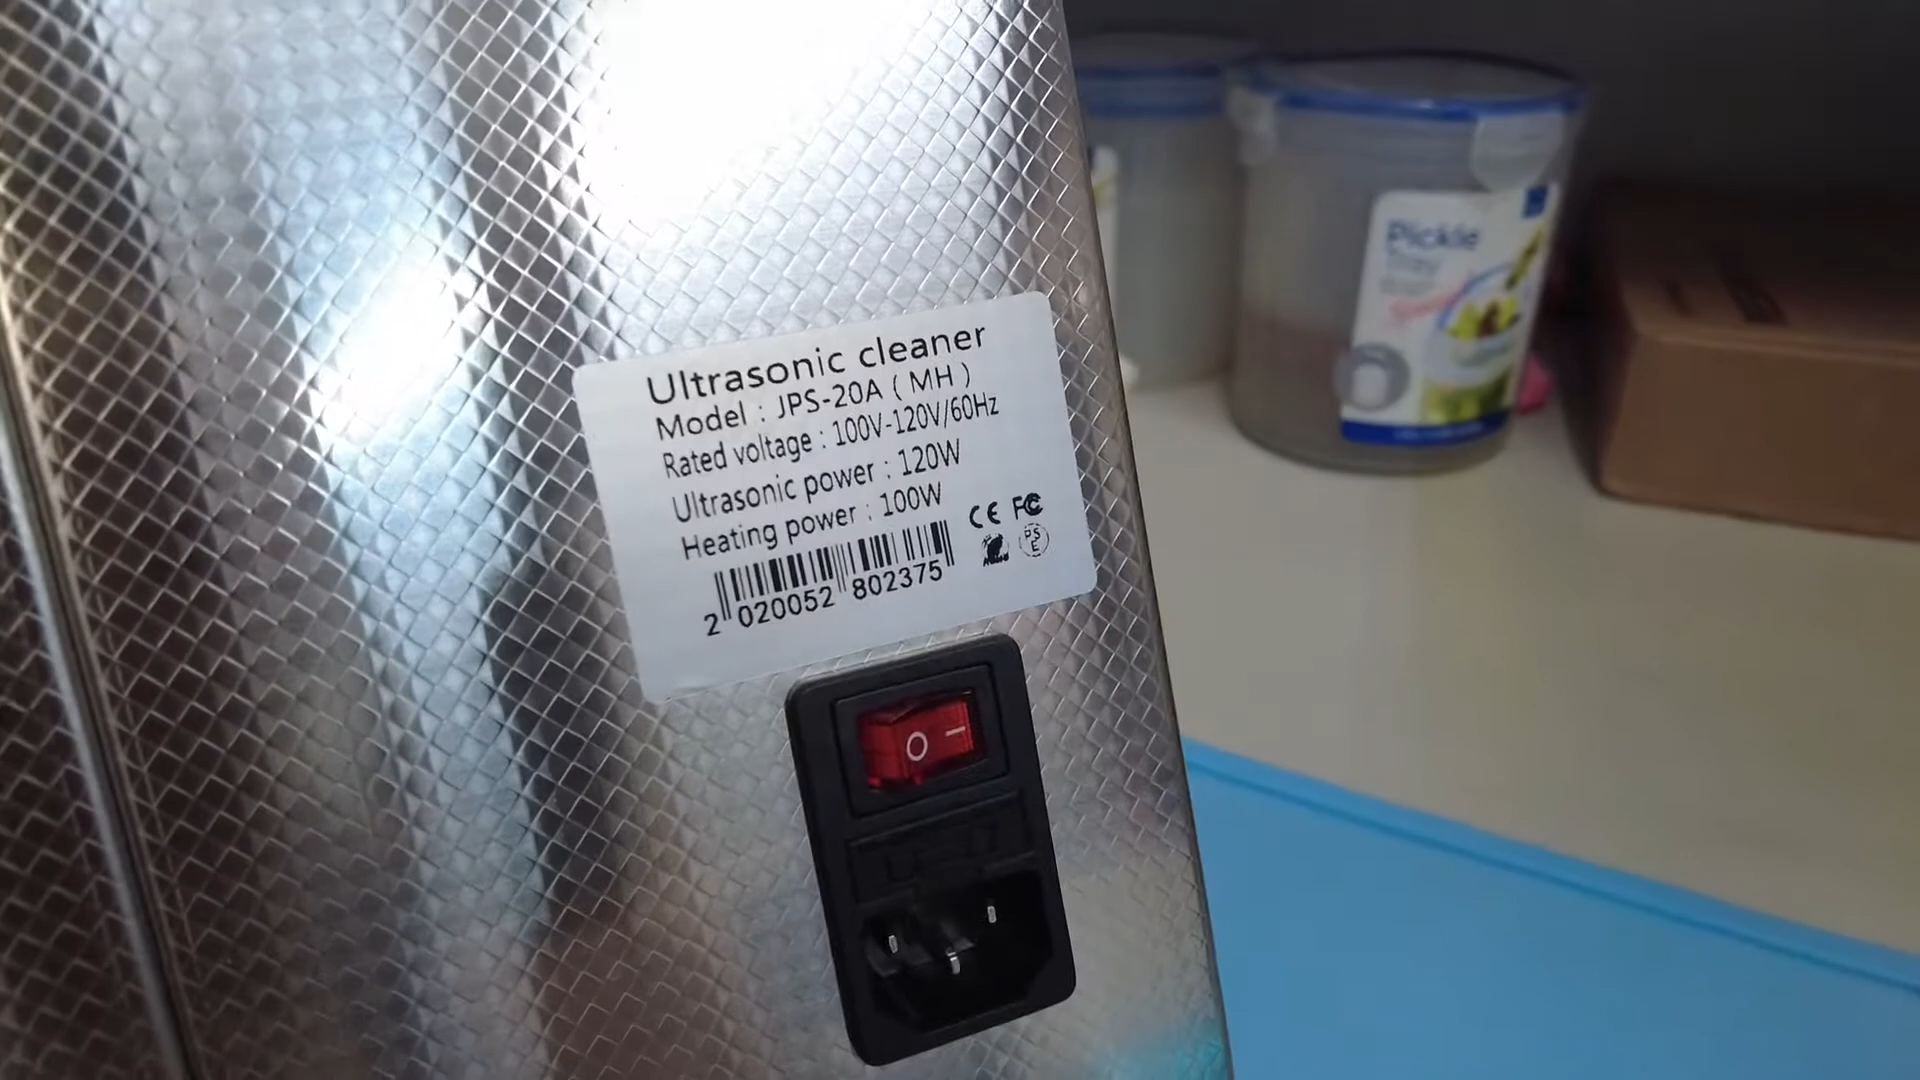 Ultrasonic cleaner
Model : JPS-20A ( MH )
Rated voltage : 100V-120V/60Hz
Ultrasonic power : 120W
Heating power : 100W
CE FC
PSE
2 020052 802375
O –
Pickle
Tray